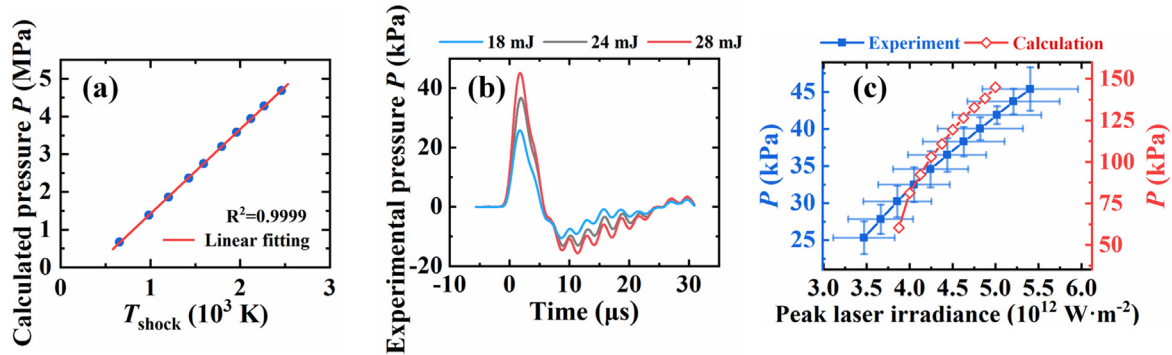 (a)
Calculated pressure P (MPa)
5
4
3
2
1
0
R²=0.9999
Linear fitting
0 1 2 3
T_shock (10³ K)
(b)
Experimental pressure P (kPa)
18 mJ 24 mJ 28 mJ
40
20
0
-20
0 10 20 30
Time (μs)
(c)
Experiment Calculation
P (kPa)
45
40
35
30
25
150
125
100
75
50
P (kPa)
3.0 3.5 4.0 4.5 5.0 5.5 6.0
Peak laser irradiance (10¹² W·m⁻²)